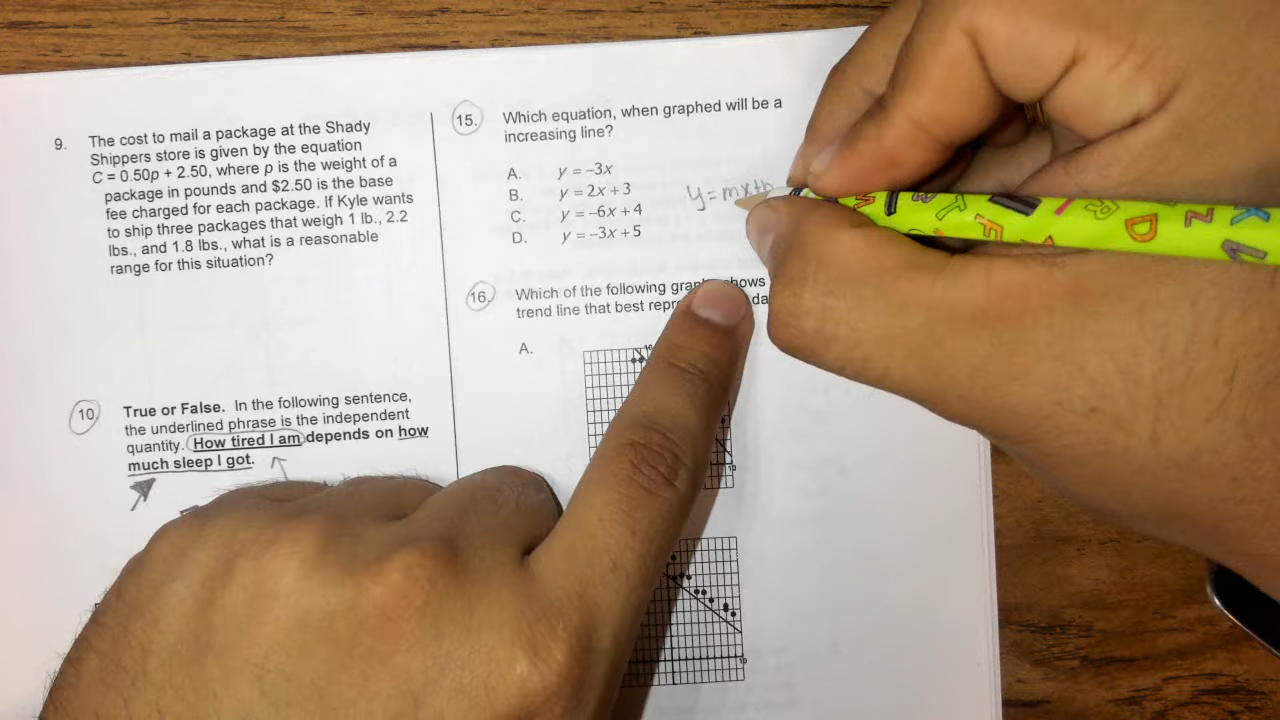 9. The cost to mail a package at the Shady
Shippers store is given by the equation
C = 0.50p + 2.50, where p is the weight of a
package in pounds and $2.50 is the base
fee charged for each package. If Kyle wants
to ship three packages that weigh 1 lb., 2.2
lbs., and 1.8 lbs., what is a reasonable
range for this situation?
10 True or False. In the following sentence,
the underlined phrase is the independent
quantity. How tired I am depends on how
much sleep I got.
15. Which equation, when graphed will be a
increasing line?
A. y = –3x
B. y = 2x + 3
C. y = –6x + 4
D. y = –3x + 5
y = mx+b
16. Which of the following graphs shows
trend line that best
A.
10
10
10